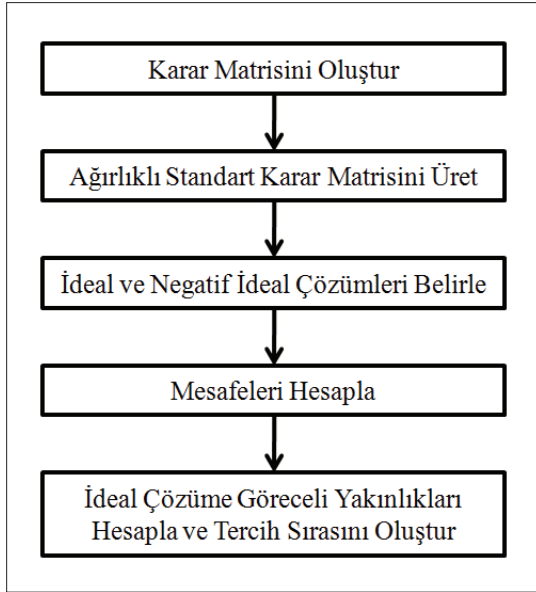 Karar Matrisini Oluştur
Ağırlıklı Standart Karar Matrisini Üret
İdeal ve Negatif İdeal Çözümleri Belirle
Mesafeleri Hesapla
İdeal Çözüme Göreceli Yakınlıkları
Hesapla ve Tercih Sırasını Oluştur